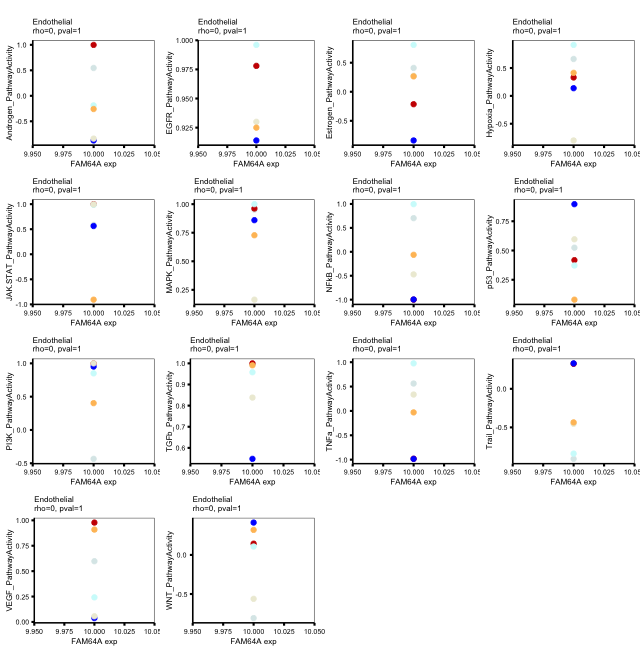 Endothelial
rho=0, pval=1
Androgen_PathwayActivity
1.0
0.5
0.0
-0.5
9.950
9.975
10.000
10.025
10.05
FAM64A exp
Endothelial
rho=0, pval=1
EGFR_PathwayActivity
1.000
0.975
0.950
0.925
9.950
9.975
10.000
10.025
10.05
FAM64A exp
Endothelial
rho=0, pval=1
Estrogen_PathwayActivity
0.5
0.0
-0.5
9.950
9.975
10.000
10.025
10.05
FAM64A exp
Endothelial
rho=0, pval=1
Hypoxia_PathwayActivity
0.5
0.0
-0.5
9.950
9.975
10.000
10.025
10.05
FAM64A exp
Endothelial
rho=0, pval=1
JAK.STAT_PathwayActivity
1.0
0.5
0.0
-0.5
-1.0
9.950
9.975
10.000
10.025
10.05
FAM64A exp
Endothelial
rho=0, pval=1
MAPK_PathwayActivity
1.00
0.75
0.50
0.25
9.950
9.975
10.000
10.025
10.05
FAM64A exp
Endothelial
rho=0, pval=1
NFkB_PathwayActivity
1.0
0.5
0.0
-0.5
-1.0
9.950
9.975
10.000
10.025
10.05
FAM64A exp
Endothelial
rho=0, pval=1
p53_PathwayActivity
0.75
0.50
0.25
9.950
9.975
10.000
10.025
10.05
FAM64A exp
Endothelial
rho=0, pval=1
PI3K_PathwayActivity
1.0
0.5
0.0
-0.5
9.950
9.975
10.000
10.025
10.05
FAM64A exp
Endothelial
rho=0, pval=1
TGFb_PathwayActivity
1.0
0.9
0.8
0.7
0.6
9.950
9.975
10.000
10.025
10.05
FAM64A exp
Endothelial
rho=0, pval=1
TNFa_PathwayActivity
1.0
0.5
0.0
-0.5
-1.0
9.950
9.975
10.000
10.025
10.05
FAM64A exp
Endothelial
rho=0, pval=1
Trail_PathwayActivity
0.0
-0.5
9.950
9.975
10.000
10.025
10.05
FAM64A exp
Endothelial
rho=0, pval=1
VEGF_PathwayActivity
1.00
0.75
0.50
0.25
0.00
9.950
9.975
10.000
10.025
10.05
FAM64A exp
Endothelial
rho=0, pval=1
WNT_PathwayActivity
0.0
-0.5
9.950
9.975
10.000
10.025
10.050
FAM64A exp